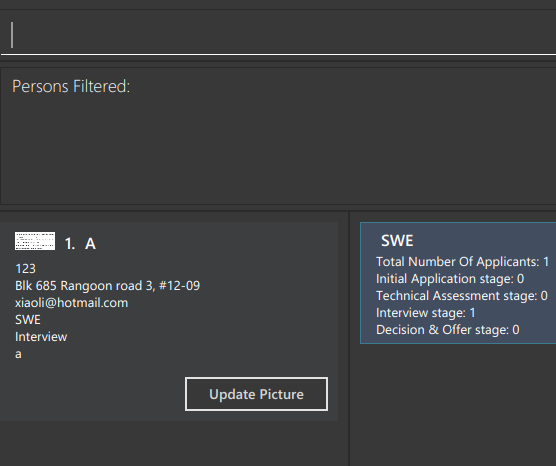 Persons Filtered:
1. A
123
Blk 685 Rangoon road 3, #12-09
xiaoli@hotmail.com
SWE
Interview
a
Update Picture
SWE
Total Number Of Applicants: 1
Initial Application stage: 0
Technical Assessment stage: 0
Interview stage: 1
Decision & Offer stage: 0